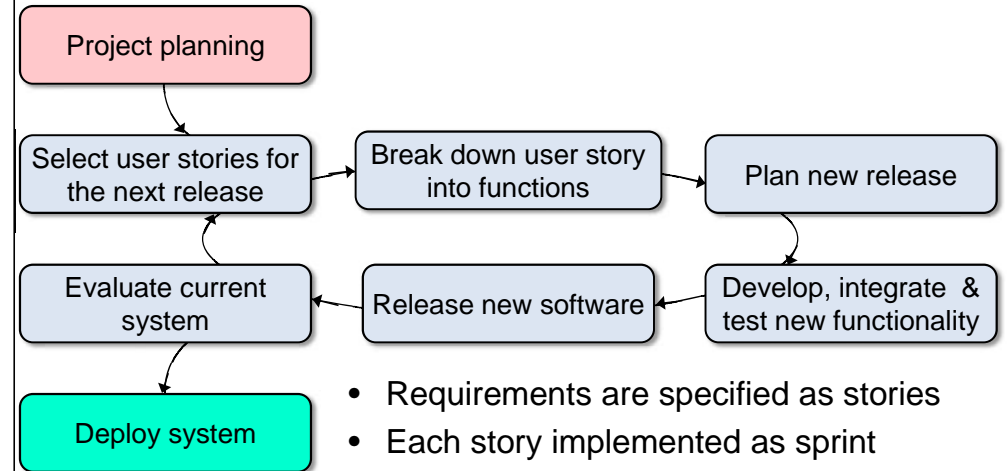 Project planning
Select user stories for
the next release
Break down user story
into functions
Plan new release
Evaluate current
system
Release new software
Develop, integrate & 
test new functionality
Deploy system
• Requirements are specified as stories
• Each story implemented as sprint